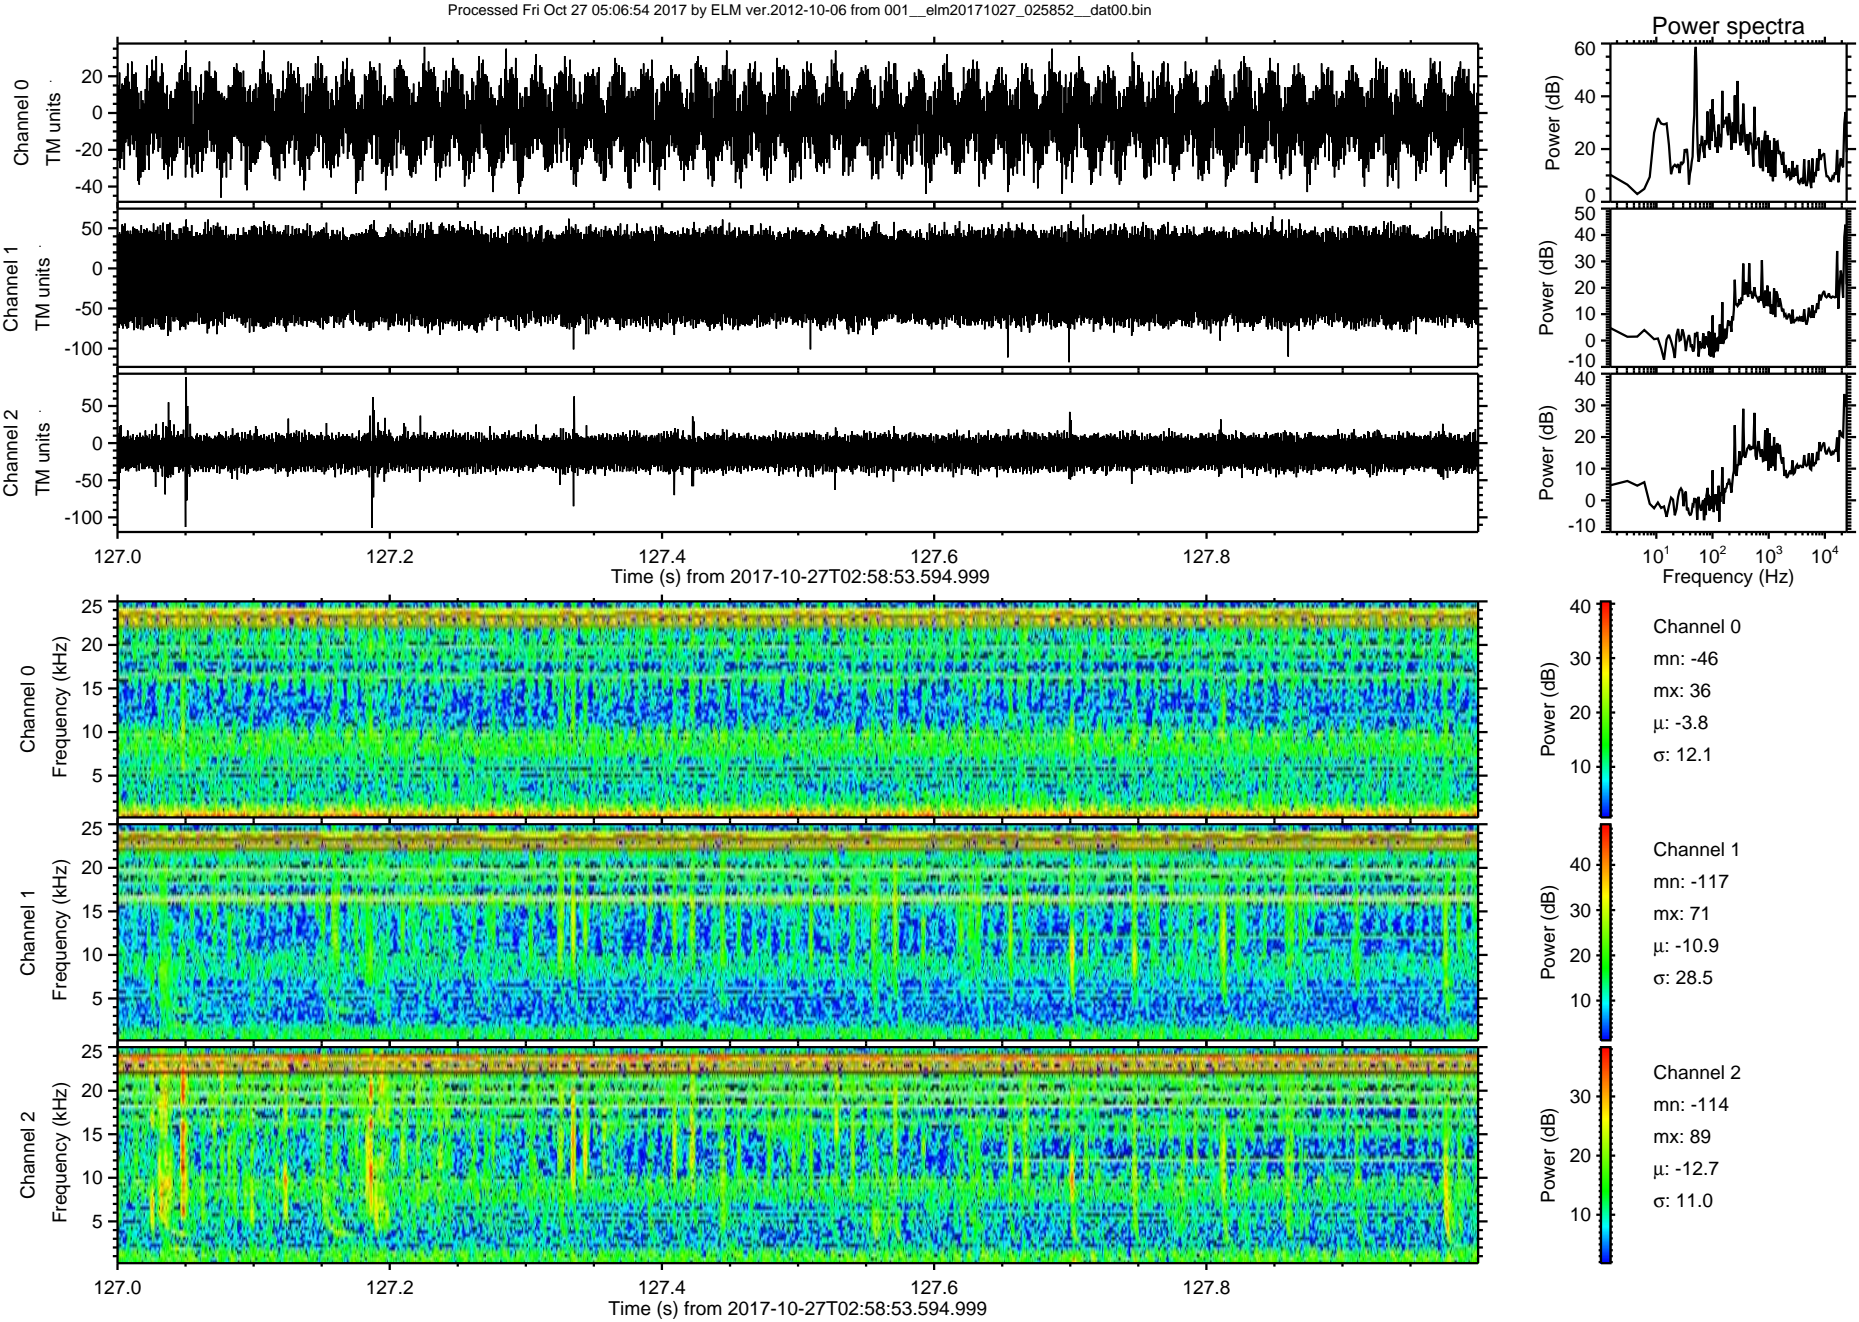 Processed Fri Oct 27 05:06:54 2017 by ELM ver.2012-10-06 from 001__elm20171027_025852__dat00.bin
Power spectra
Channel 0
TM units
20
0
-20
-40
Power (dB)
60
40
20
0
Channel 1
TM units
50
0
-50
-100
Power (dB)
50
40
30
20
10
0
-10
Channel 2
TM units
50
0
-50
-100
Power (dB)
40
30
20
10
0
-10
127.0 127.2 127.4 127.6 127.8
Time (s) from 2017-10-27T02:58:53.594.999
10^1 10^2 10^3 10^4
Frequency (Hz)
Channel 0
Frequency (kHz)
25
20
15
10
5
Power (dB)
40
30
20
10
Channel 0
mn: -46
mx: 36
μ: -3.8
σ: 12.1
Channel 1
Frequency (kHz)
25
20
15
10
5
Power (dB)
40
30
20
10
Channel 1
mn: -117
mx: 71
μ: -10.9
σ: 28.5
Channel 2
Frequency (kHz)
25
20
15
10
5
Power (dB)
30
20
10
Channel 2
mn: -114
mx: 89
μ: -12.7
σ: 11.0
127.0 127.2 127.4 127.6 127.8
Time (s) from 2017-10-27T02:58:53.594.999